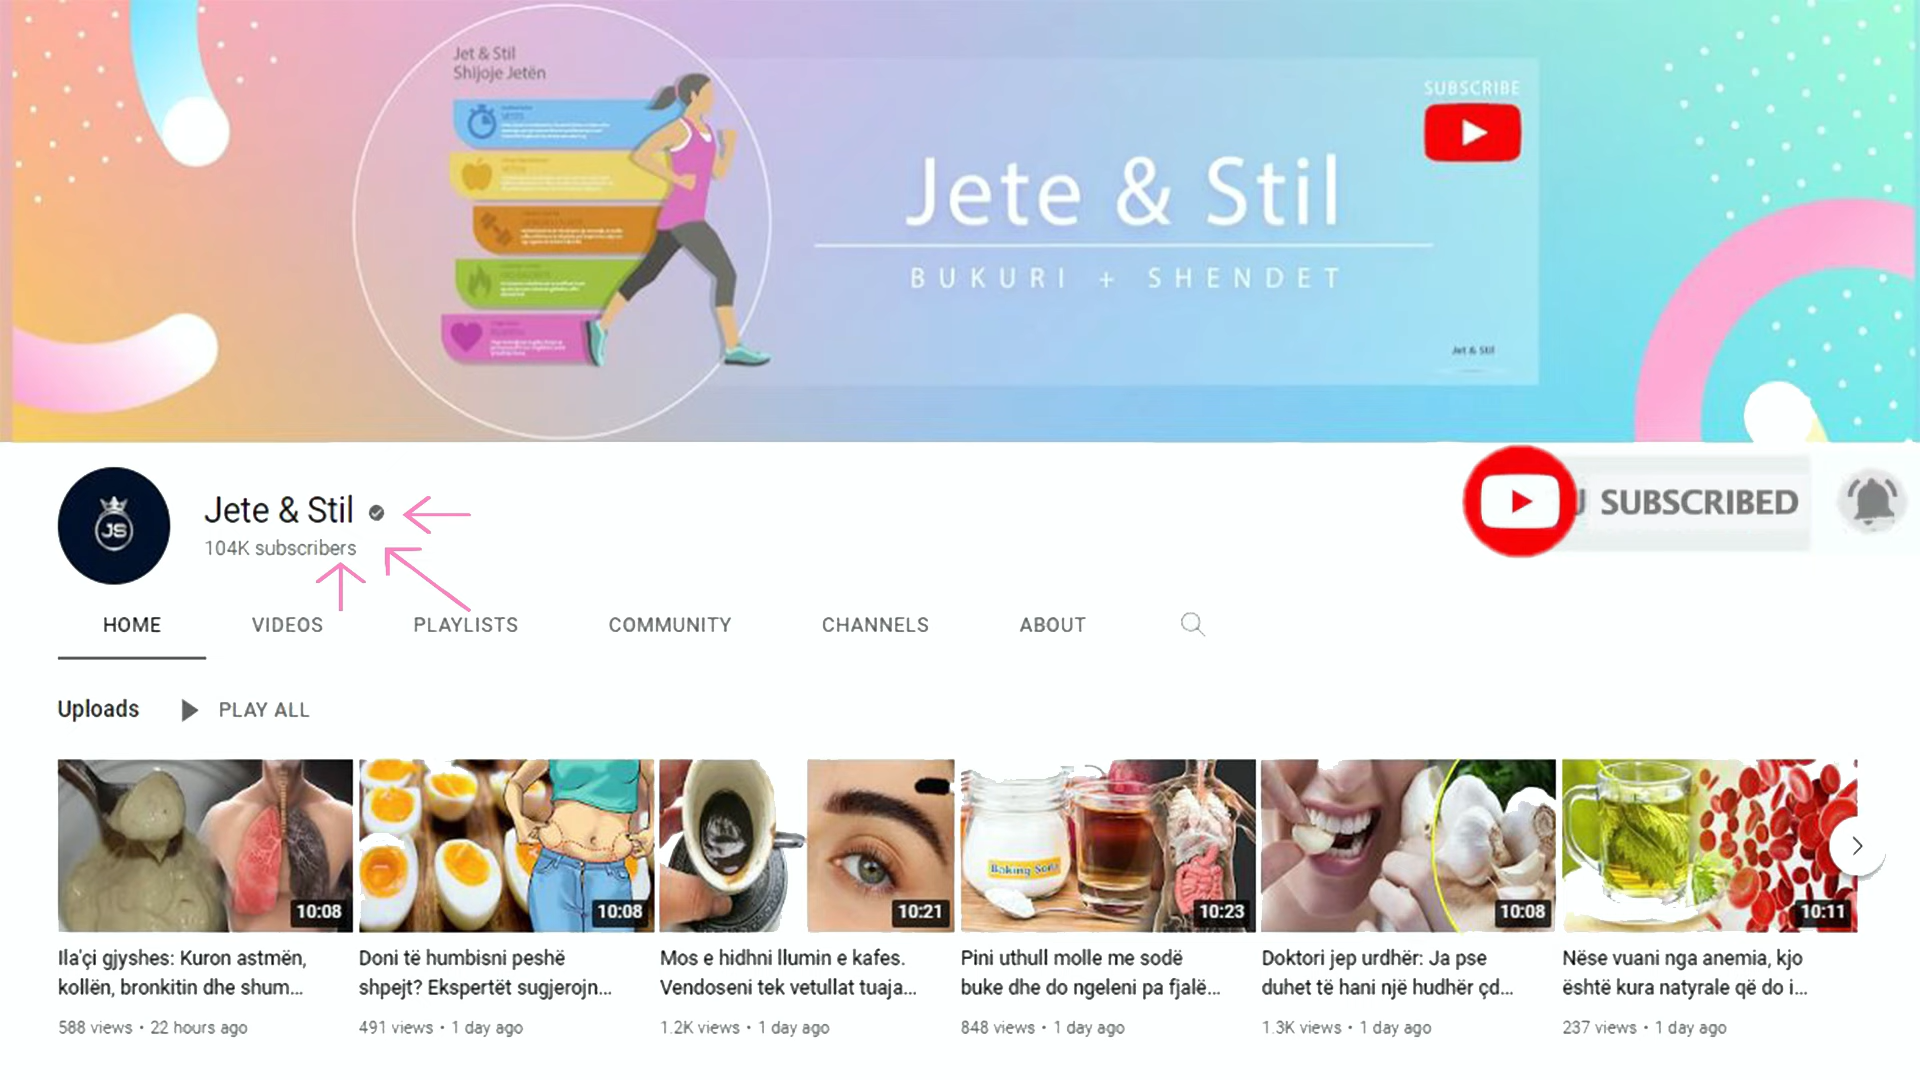 Jet & Stil
Shijoje Jetën
SUBSCRIBE
Jete & Stil
BUKURI + SHENDET
Jet & Stil
JS
Jete & Stil
104K subscribers
SUBSCRIBED
HOME VIDEOS PLAYLISTS COMMUNITY CHANNELS ABOUT
Uploads PLAY ALL
Baking Soda
10:08 10:08 10:21 10:23 10:08 10:11
Ila'çi gjyshes: Kuron astmën,
kollën, bronkitin dhe shum...
588 views • 22 hours ago
Doni të humbisni peshë
shpejt? Ekspertët sugjerojn...
491 views • 1 day ago
Mos e hidhni llumin e kafes.
Vendoseni tek vetullat tuaja...
1.2K views • 1 day ago
Pini uthull molle me sodë
buke dhe do ngeleni pa fjalë...
848 views • 1 day ago
Doktori jep urdhër: Ja pse
duhet të hani një hudhër çd...
1.3K views • 1 day ago
Nëse vuani nga anemia, kjo
është kura natyrale që do i...
237 views • 1 day ago